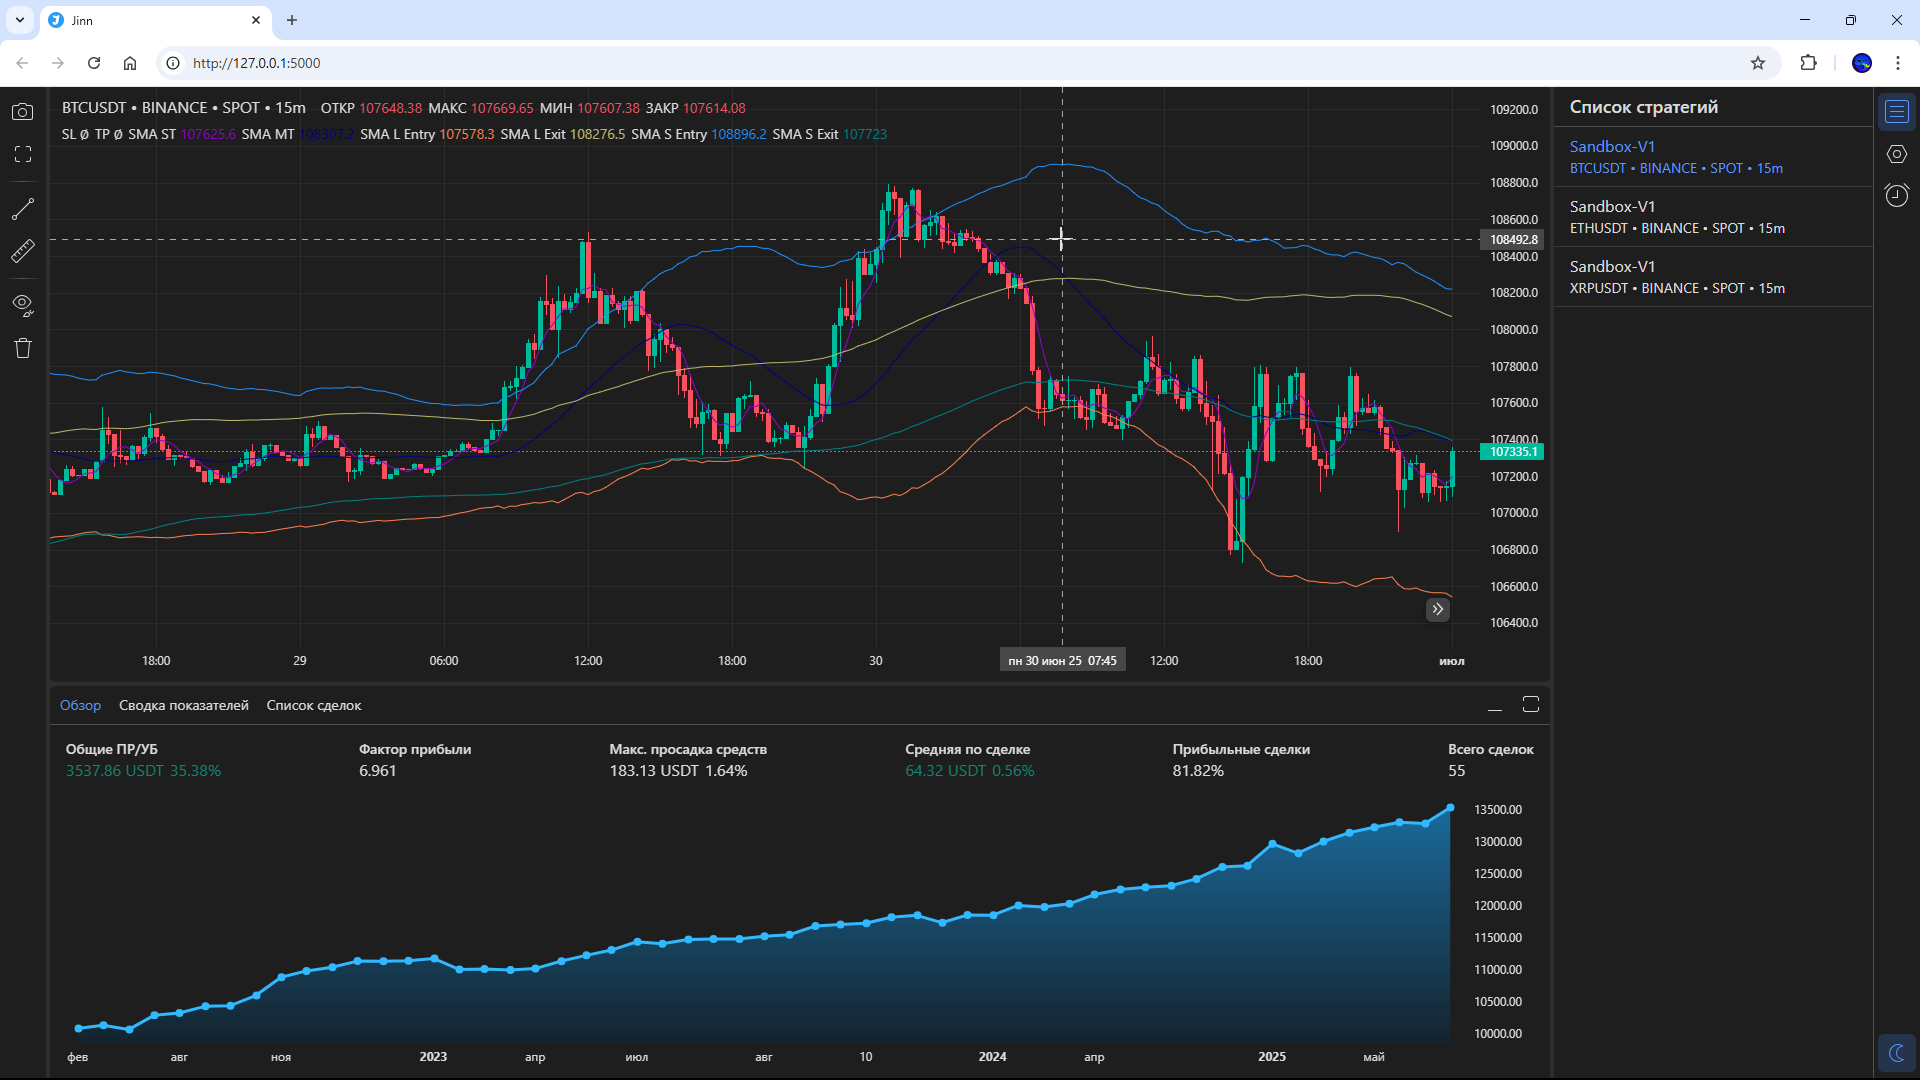 Jinn
http://127.0.0.1:5000
BTCUSDT • BINANCE • SPOT • 15m ОТКР 107648.38 МАКС 107669.65 МИН 107607.38 ЗАКР 107614.08
SL Ø TP Ø SMA ST 107625.6 SMA MT 108307.2 SMA L Entry 107578.3 SMA L Exit 108276.5 SMA S Entry 108896.2 SMA S Exit 107723
109200.0
109000.0
108800.0
108600.0
108492.8
108400.0
108200.0
108000.0
107800.0
107600.0
107400.0
107335.1
107200.0
107000.0
106800.0
106600.0
106400.0
18:00 29 06:00 12:00 18:00 30 пн 30 июн 25 07:45 12:00 18:00 июл
Список стратегий
Sandbox-V1
BTCUSDT • BINANCE • SPOT • 15m
Sandbox-V1
ETHUSDT • BINANCE • SPOT • 15m
Sandbox-V1
XRPUSDT • BINANCE • SPOT • 15m
Обзор Сводка показателей Список сделок
Общие ПР/УБ Фактор прибыли Макс. просадка средств Средняя по сделке Прибыльные сделки Всего сделок
3537.86 USDT 35.38% 6.961 183.13 USDT 1.64% 64.32 USDT 0.56% 81.82% 55
13500.00
13000.00
12500.00
12000.00
11500.00
11000.00
10500.00
10000.00
фев авг ноя 2023 апр июл авг 10 2024 апр 2025 май